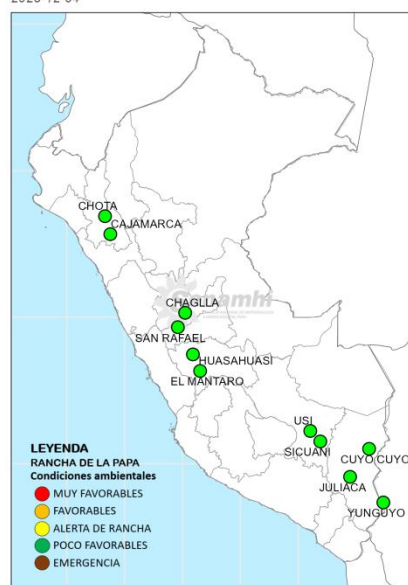 CHOTA
CAJAMARCA
CHAGLLA
Senamhi
SAN RAFAEL
HUASAHUASI
EL MANTARO
USI
SICUANI
CUYO CUYO
JULIACA
YUNGUYO
LEYENDA
RANCHA DE LA PAPA
Condiciones ambientales
MUY FAVORABLES
FAVORABLES
ALERTA DE RANCHA
POCO FAVORABLES
EMERGENCIA